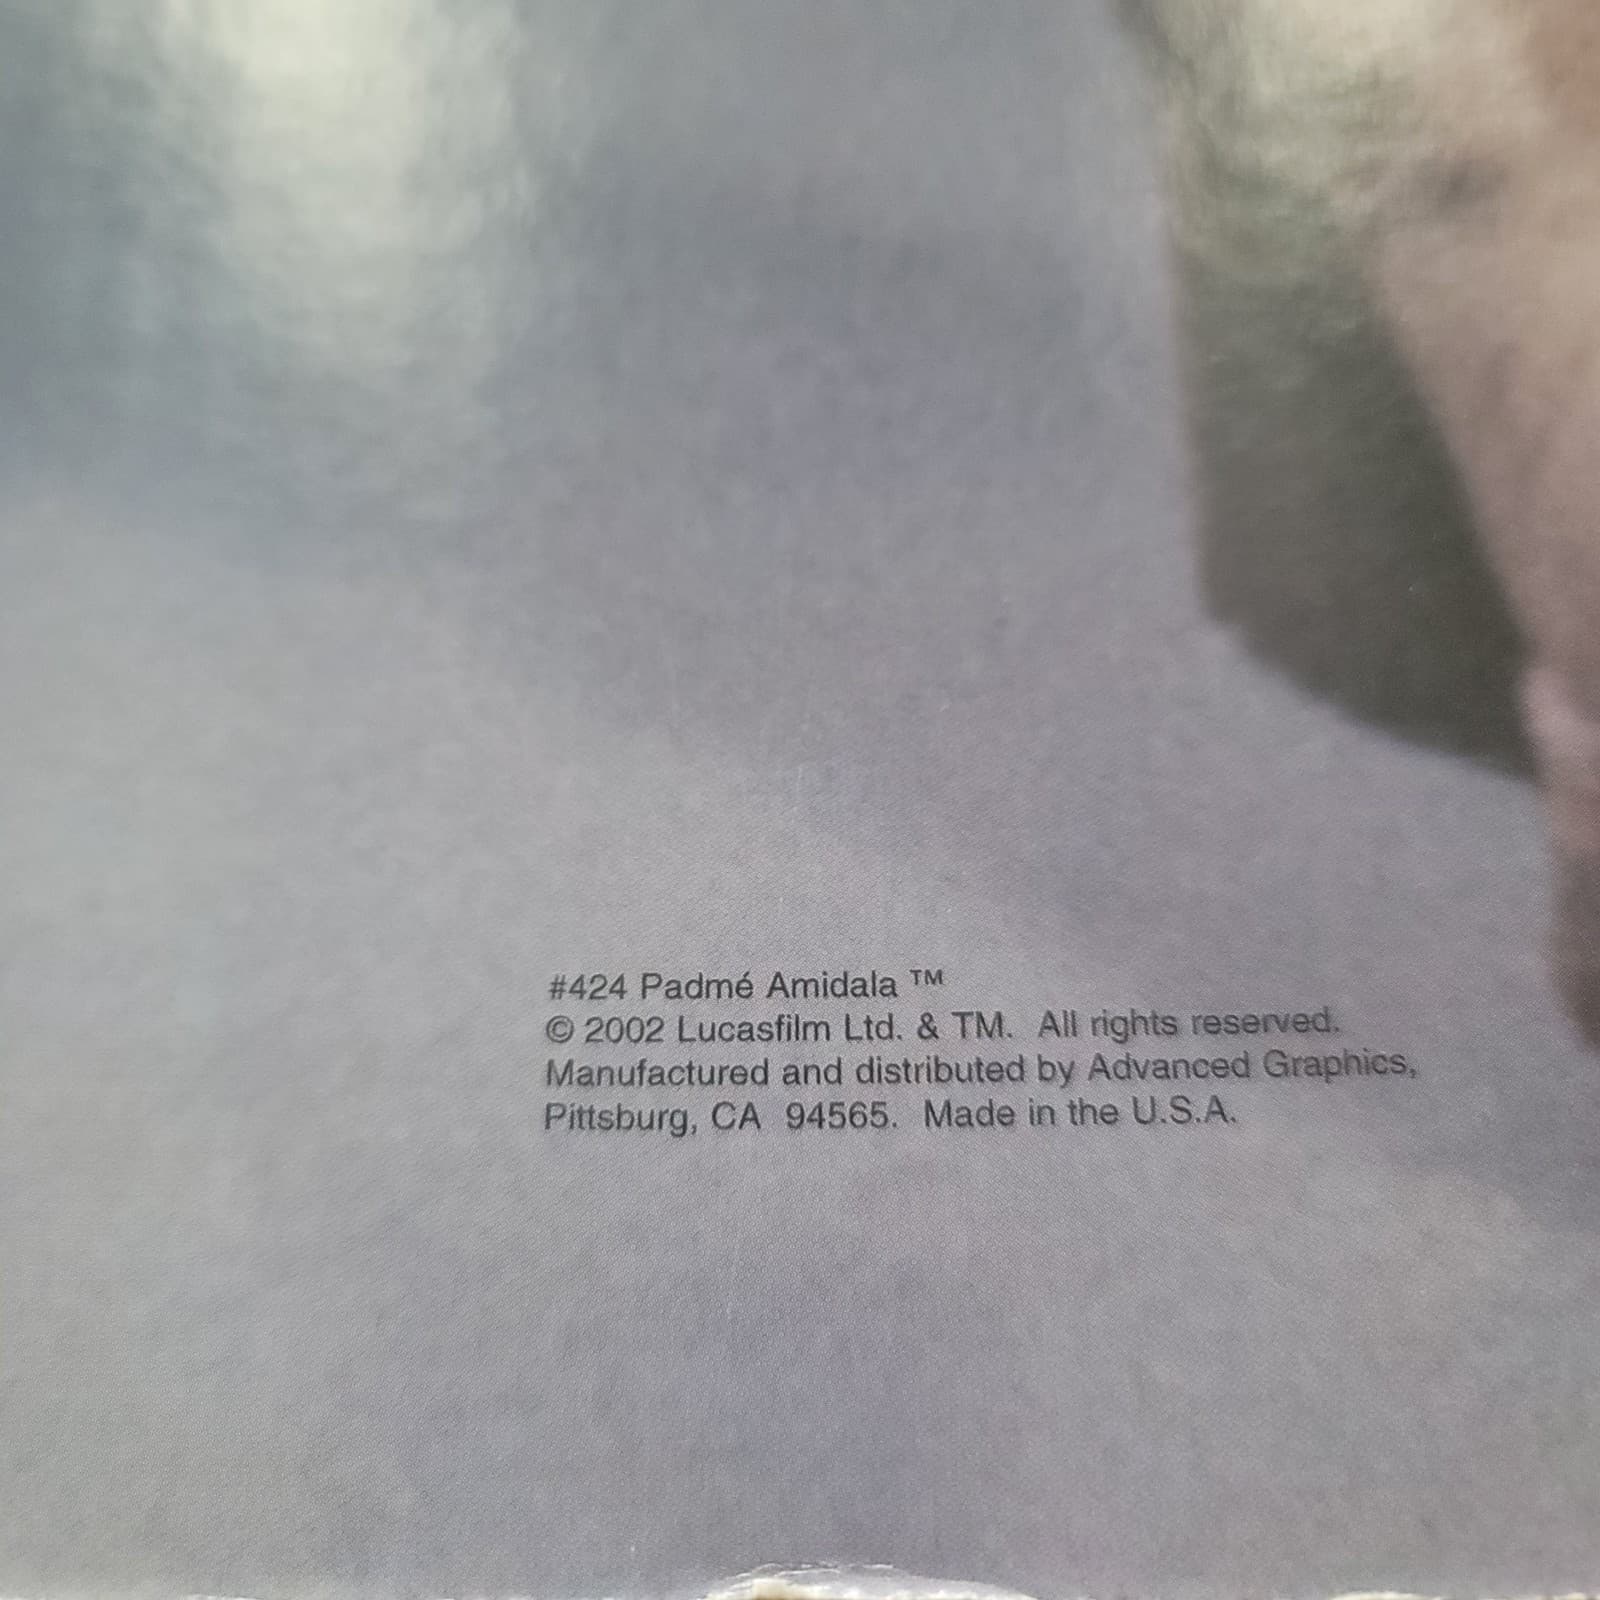 #424 Padmé Amidala ™
© 2002 Lucasfilm Ltd. & TM. All rights reserved.
Manufactured and distributed by Advanced Graphics,
Pittsburg, CA 94565. Made in the U.S.A.